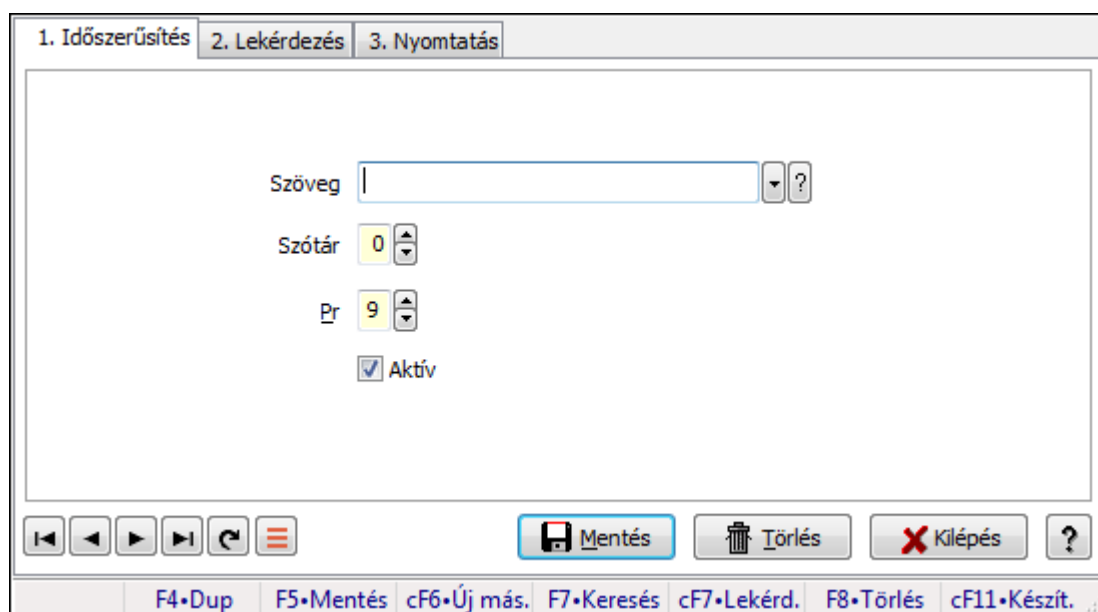 1. Időszerűsítés 2. Lekérdezés 3. Nyomtatás
Szöveg ?
Szótár 0
Pr 9
Aktív
Mentés Törlés Kilépés ?
F4•Dup F5•Mentés cF6•Új más. F7•Keresés cF7•Lekérd. F8•Törlés cF11•Készít.